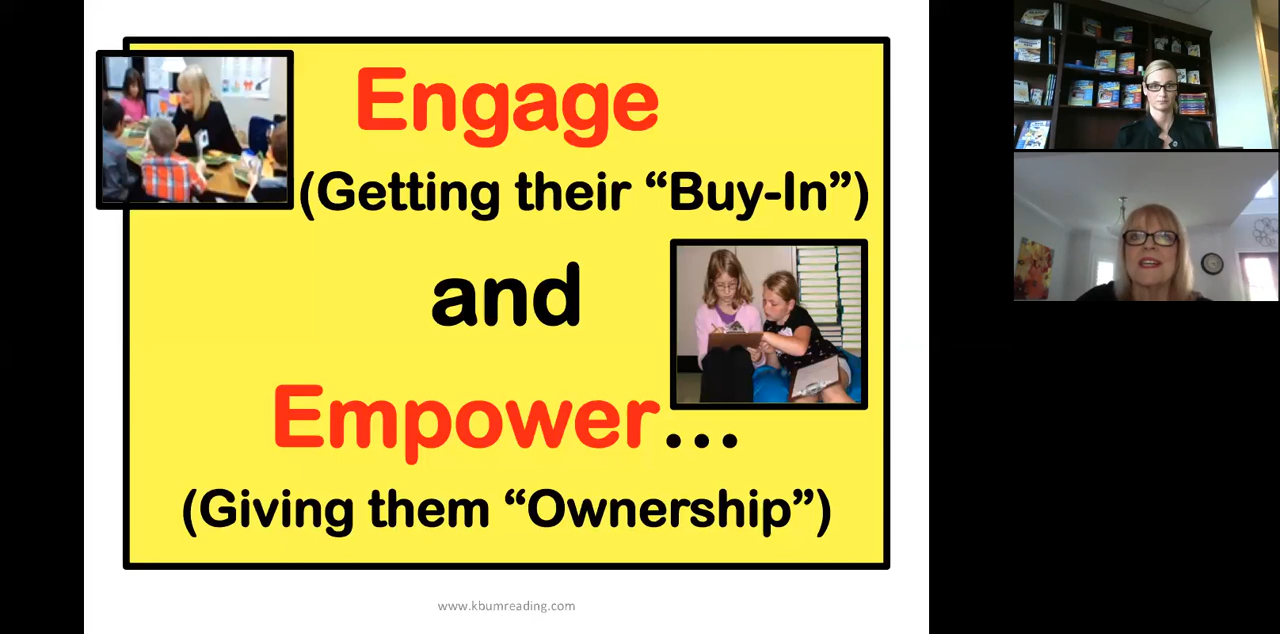 Engage
(Getting their “Buy-In”)
and
Empower...
(Giving them “Ownership”)
www.kbumreading.com